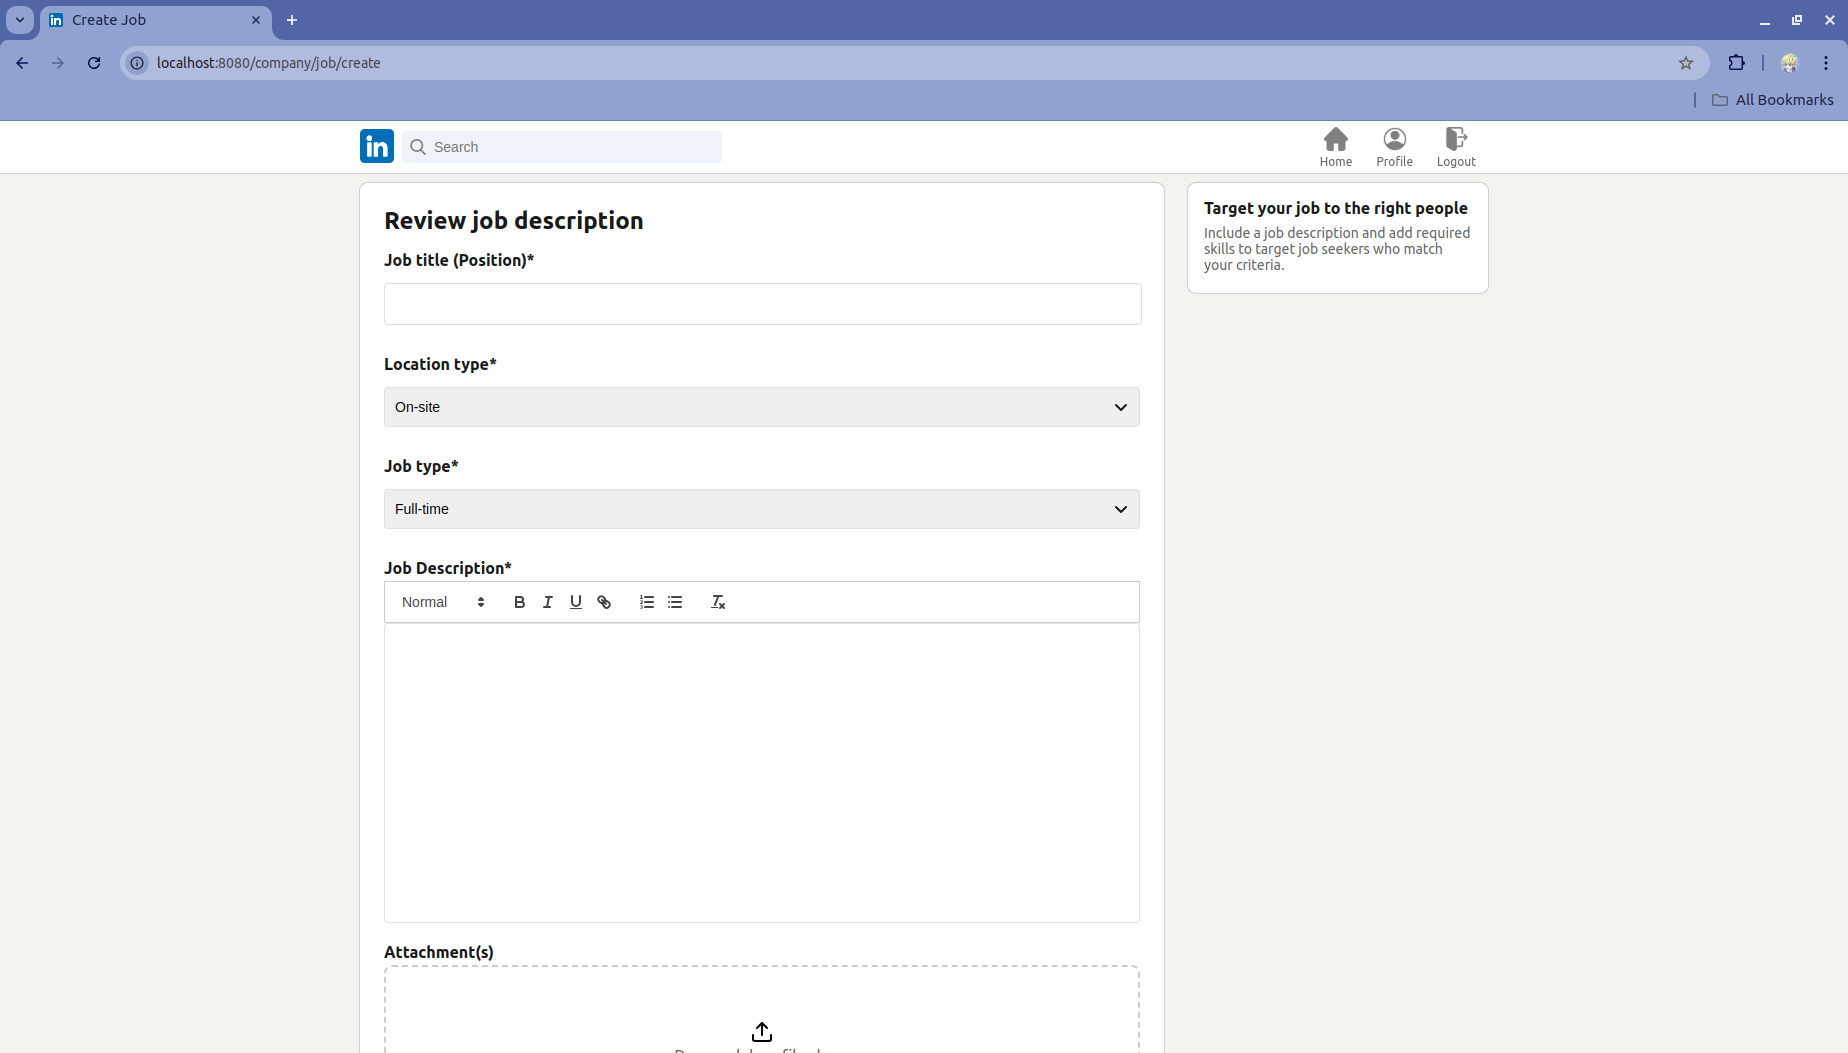 Create Job
localhost:8080/company/job/create
All Bookmarks
in
Search
Home
Profile
Logout
Review job description
Job title (Position)*
Location type*
On-site
Job type*
Full-time
Job Description*
Normal
Attachment(s)
Target your job to the right people
Include a job description and add required
skills to target job seekers who match
your criteria.